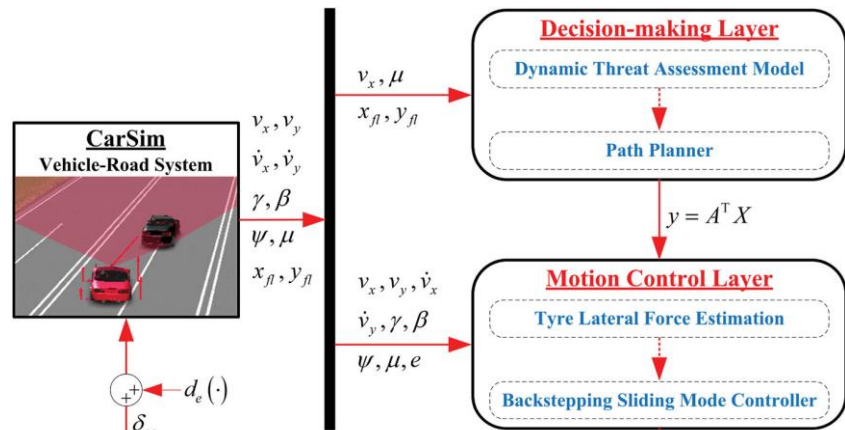 Decision-making Layer
Dynamic Threat Assessment Model
Path Planner
v_x, μ
x_fl, y_fl
CarSim
Vehicle-Road System
v_x, v_y
v̇_x, v̇_y
γ, β
ψ, μ
x_fl, y_fl
y = A^T X
Motion Control Layer
Tyre Lateral Force Estimation
Backstepping Sliding Mode Controller
v_x, v_y, v̇_x
v̇_y, γ, β
ψ, μ, e
+
+
d_e(·)
δ